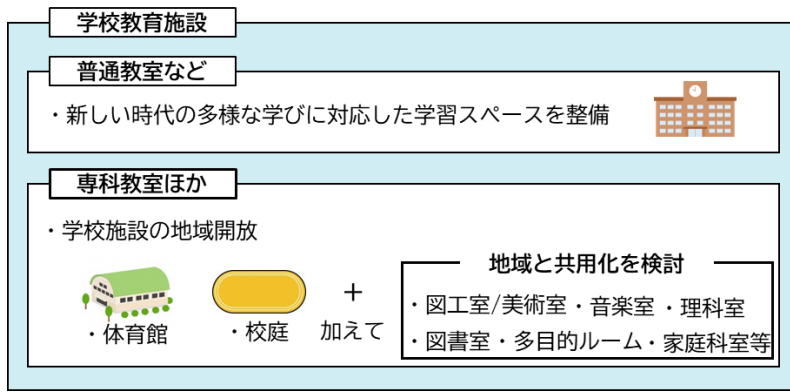 学校教育施設
普通教室など
・新しい時代の多様な学びに対応した学習スペースを整備
専科教室ほか
・学校施設の地域開放
・体育館
・校庭
+
加えて
地域と共用化を検討
・図工室/美術室・音楽室・理科室
・図書室・多目的ルーム・家庭科室等